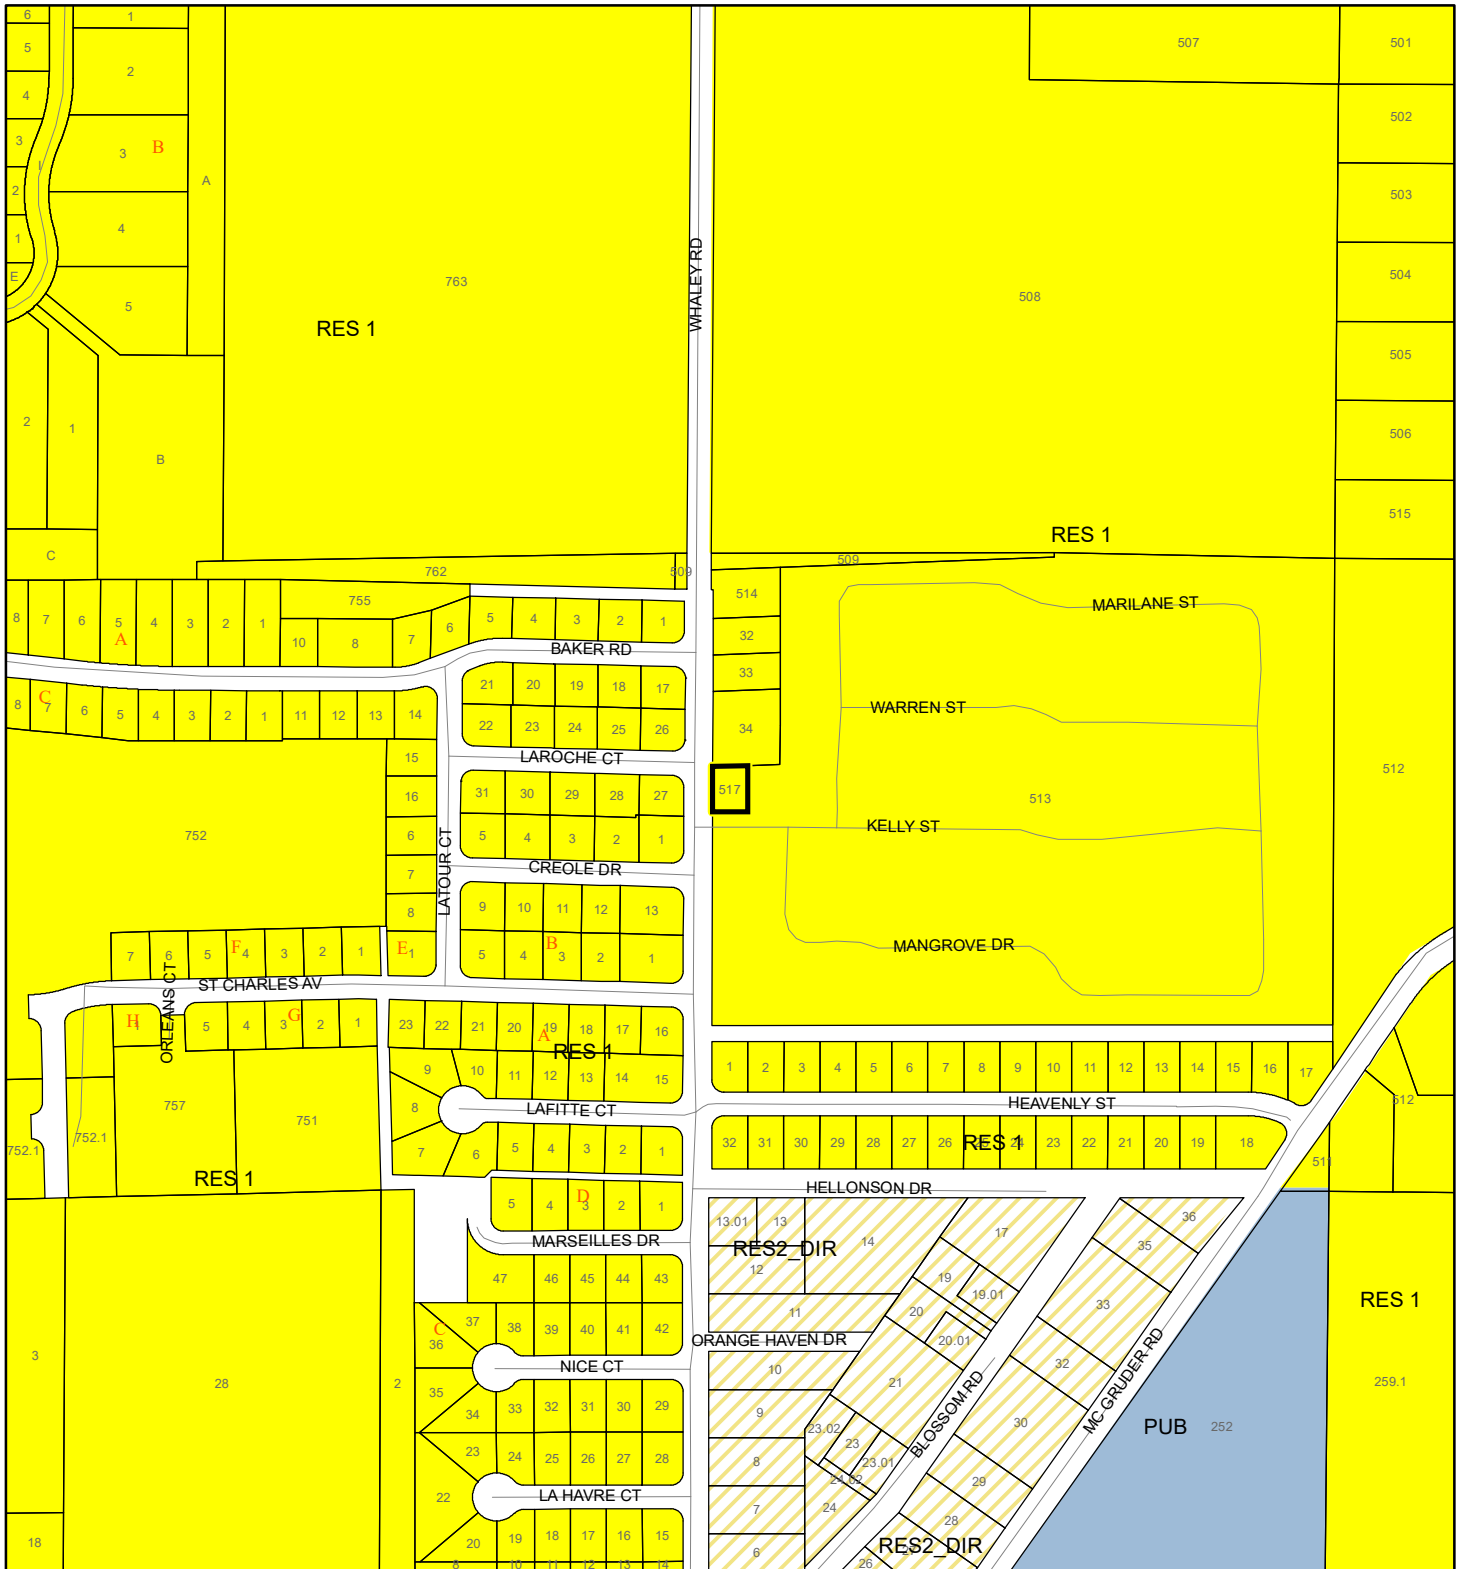 6 1 507 501
5 2
4 502
3 3 B
I
2 A 503
4
1
E 504
5
763 508
RES 1
WHALEY RD
505
2 1
B 506
515
RES 1
C
762 509 509
755 514
MARILANE ST
8 7 6 5 4 3 2 1 10 8 7 6 5 4 3 2 1
A
32
BAKER RD
33
21 20 19 18 17
C
8 7 6 5 4 3 2 1 11 12 13 14
WARREN ST
22 23 24 25 26 34
15 LAROCHE CT
512
16 31 30 29 28 27 517 513
752 6 5 4 3 2 1
KELLY ST
LATOUR CT
7 CREOLE DR
8 9 10 11 12 13
F E B
7 6 5 4 3 2 1 1 5 4 3 2 1
MANGROVE DR
ORLEANS CT
ST CHARLES AV
H G
5 4 3 2 1 23 22 21 20 19 18 17 16
A
RES 1
9 10 11 12 13 14 15
1 2 3 4 5 6 7 8 9 10 11 12 13 14 15 16 17
757 751 8
LAFITTE CT
HEAVENLY ST
512
752.1 752.1 7 6 5 4 3 2 1
32 31 30 29 28 27 26 25 24 23 22 21 20 19 18
RES 1
511
RES 1
HELLONSON DR
D
5 4 3 2 1
13.01 13 14 17 36
MARSEILLES DR
RES2_DIR
35
12
47 46 45 44 43
19 19.01
RES 1
11 20 33
C
37 38 39 40 41 42
36
ORANGE HAVEN DR
20.01
3 28 2
NICE CT
10 21 32
MC GRUDER RD
35 259.1
34 33 32 31 30 29
9 30
BLOSSOM RD
PUB 252
23.02 23
23 24 25 26 27 28
8 23.01
24.02 29
22
LA HAVRE CT
7 24 28
18 20 19 18 17 16 15
RES2_DIR
6 27 26
8 10 11 12 13 14